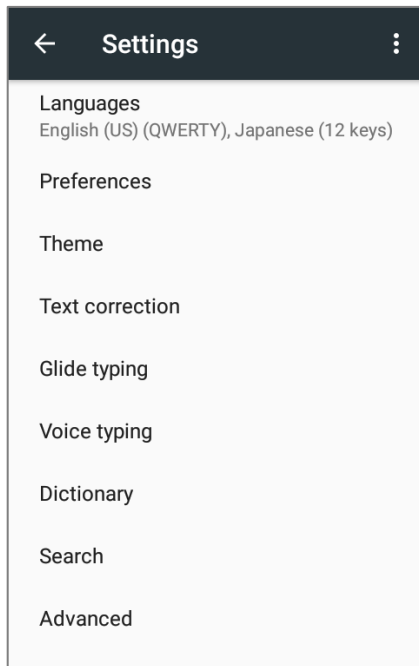 Settings
Languages
English (US) (QWERTY), Japanese (12 keys)
Preferences
Theme
Text correction
Glide typing
Voice typing
Dictionary
Search
Advanced